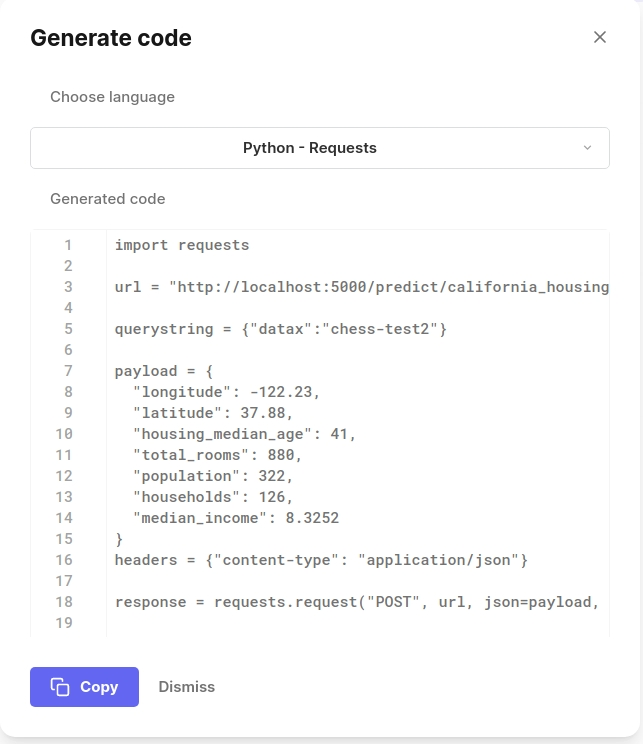 Generate code
Choose language
Python - Requests
Generated code
1 import requests
2
3 url = "http://localhost:5000/predict/california_housing
4
5 querystring = {"datax":"chess-test2"}
6
7 payload = {
8 "longitude": -122.23,
9 "latitude": 37.88,
10 "housing_median_age": 41,
11 "total_rooms": 880,
12 "population": 322,
13 "households": 126,
14 "median_income": 8.3252
15 }
16 headers = {"content-type": "application/json"}
17
18 response = requests.request("POST", url, json=payload,
19
Copy Dismiss